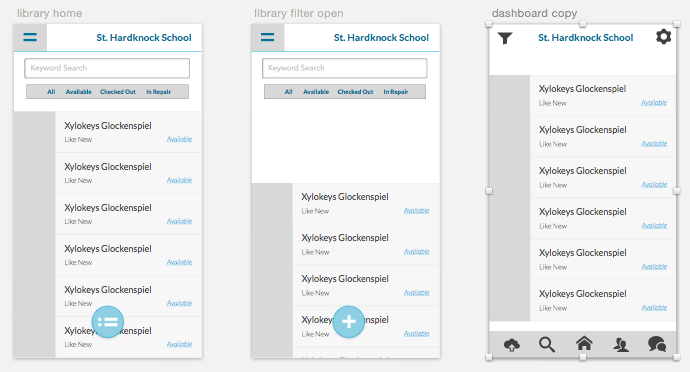 library home
St. Hardknock School
Keyword Search
All Available Checked Out In Repair
Xylokeys Glockenspiel
Like New Available
Xylokeys Glockenspiel
Like New Available
Xylokeys Glockenspiel
Like New Available
Xylokeys Glockenspiel
Like New Available
Xylokeys Glockenspiel
Like New Available
Xylokeys Glockenspiel
Like New Available
library filter open
St. Hardknock School
Keyword Search
All Available Checked Out In Repair
Xylokeys Glockenspiel
Like New Available
Xylokeys Glockenspiel
Like New Available
Xylokeys Glockenspiel
Like New Available
Xylokeys Glockenspiel
Like New Available
dashboard copy
St. Hardknock School
Xylokeys Glockenspiel
Like New Available
Xylokeys Glockenspiel
Like New Available
Xylokeys Glockenspiel
Like New Available
Xylokeys Glockenspiel
Like New Available
Xylokeys Glockenspiel
Like New Available
Xylokeys Glockenspiel
Like New Available